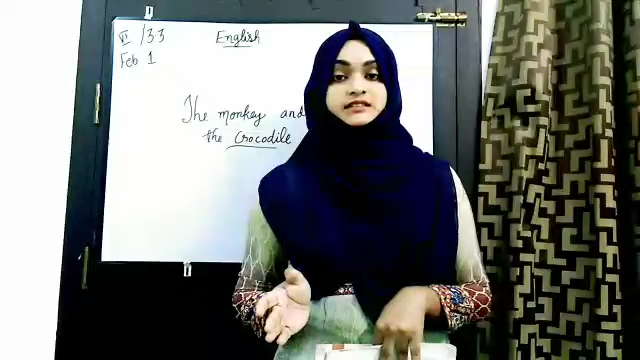 VI /33
English
Feb 1
The monkey and
the Crocodile